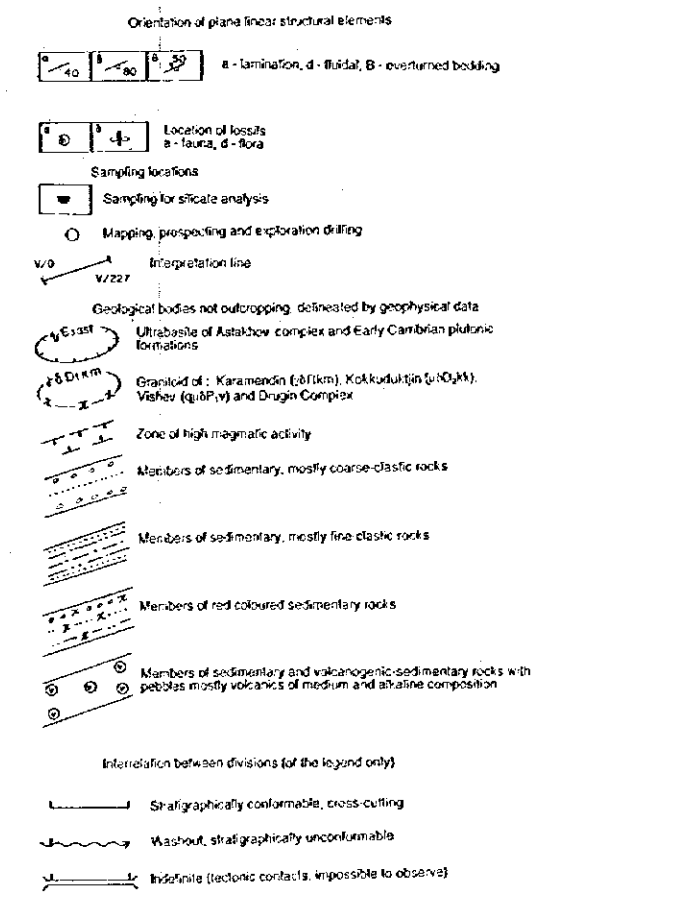 Orientation of plane linear structural elements
a 40 b 80 B 50 a - lamination, d - fluidal, B - overturned bedding
a b Location of fossils
a - fauna, d - flora
Sampling locations
Sampling for silicate analysis
Mapping, prospecting and exploration drilling
V/0 Interpretation line
V/227
Geological bodies not outcropping, delineated by geophysical data
Ultrabasite of Astakhov complex and Early Cambrian plutonic
formations
Granitoid of : Karamendin Kokkuduktjin
Vishev and Drugin Complex
Zone of high magmatic activity
Members of sedimentary, mostly coarse-clastic rocks
Members of sedimentary, mostly fine-clastic rocks
Members of red coloured sedimentary rocks
Members of sedimentary and volcanogenic-sedimentary rocks with
pebbles mostly volcanics of medium and alkaline composition
Interrelation between divisions (of the legend only)
Stratigraphically conformable, cross-cutting
Washout, stratigraphically unconformable
Indefinite (tectonic contacts, impossible to observe)